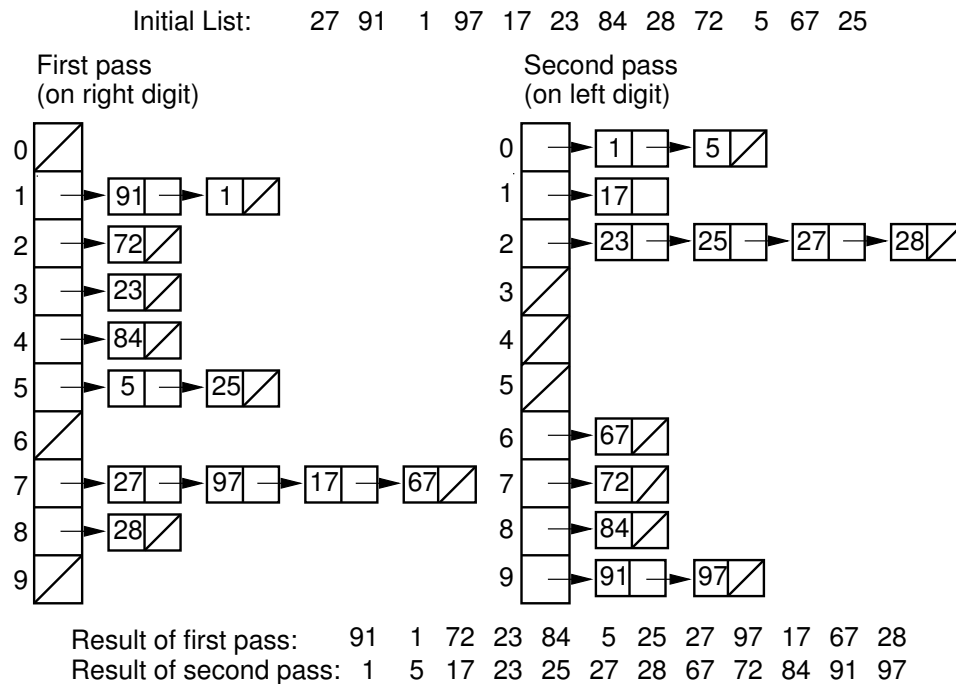 Initial List: 27 91 1 97 17 23 84 28 72 5 67 25
First pass
(on right digit)
0
1 91 1
2 72
3 23
4 84
5 5 25
6
7 27 97 17 67
8 28
9
Second pass
(on left digit)
0 1 5
1 17
2 23 25 27 28
3
4
5
6 67
7 72
8 84
9 91 97
Result of first pass: 91 1 72 23 84 5 25 27 97 17 67 28
Result of second pass: 1 5 17 23 25 27 28 67 72 84 91 97